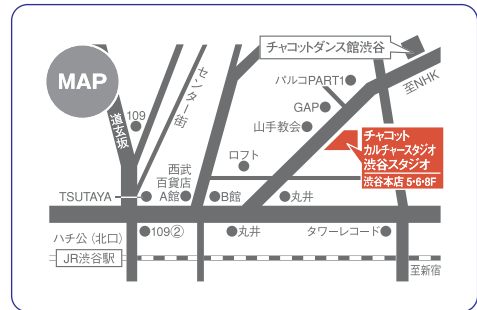 MAP
チャコットダンス館渋谷
至NHK
パルコPART1
GAP
山手教会
センター街
109
道玄坂
チャコット
カルチャースタジオ
渋谷スタジオ
渋谷本店 5・6・8F
ロフト
西武
百貨店
A館
B館
丸井
TSUTAYA
ハチ公（北口）
109②
丸井
タワーレコード
JR渋谷駅
至新宿